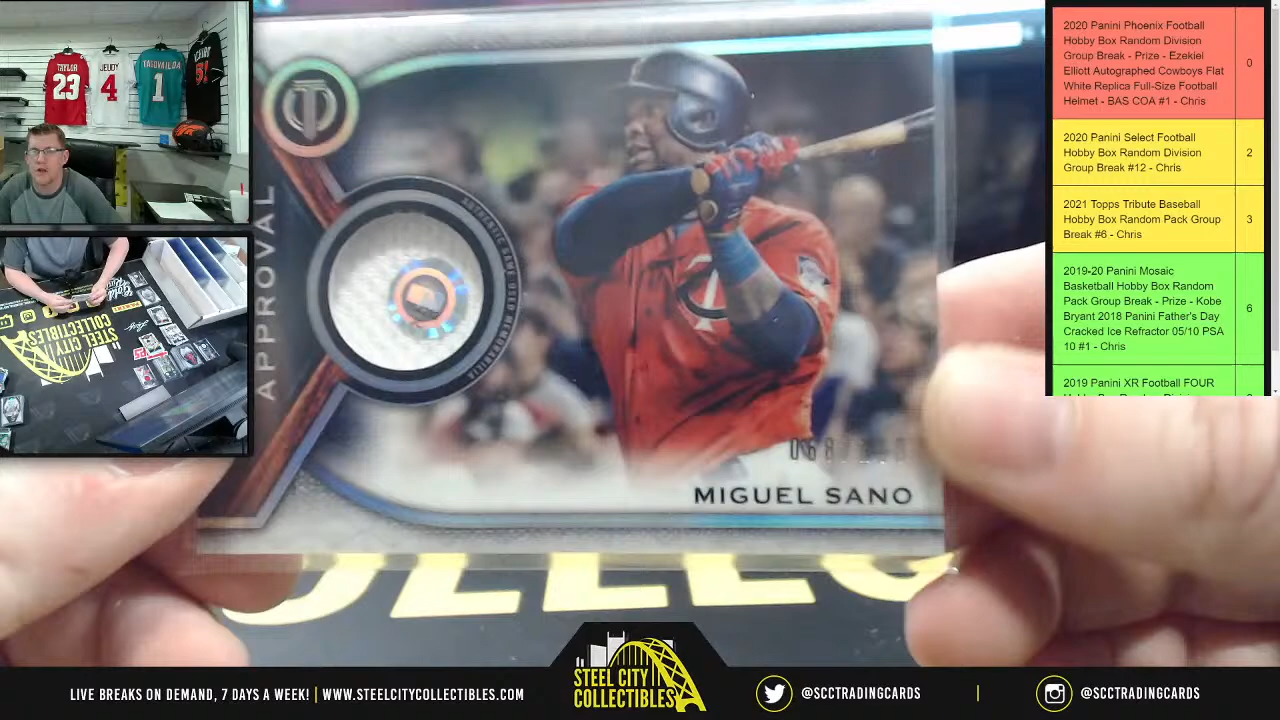 TAYLOR
23
JEUDY
4
TAGOVAILOA
1
51
APPROVAL
AUTHENTIC GAME USED MEMORABILIA
MIGUEL SANO
STEEL CITY
COLLECTIBLES
2020 Panini Phoenix Football
Hobby Box Random Division
Group Break - Prize - Ezekiel
Elliott Autographed Cowboys Flat
White Replica Full-Size Football
Helmet - BAS COA #1 - Chris
0
2020 Panini Select Football
Hobby Box Random Division
Group Break #12 - Chris
2
2021 Topps Tribute Baseball
Hobby Box Random Pack Group
Break #6 - Chris
3
2019-20 Panini Mosaic
Basketball Hobby Box Random
Pack Group Break - Prize - Kobe
Bryant 2018 Panini Father's Day
Cracked Ice Refractor 05/10 PSA
10 #1 - Chris
6
2019 Panini XR Football FOUR
LIVE BREAKS ON DEMAND, 7 DAYS A WEEK! | WWW.STEELCITYCOLLECTIBLES.COM
STEEL CITY
COLLECTIBLES
@SCCTRADINGCARDS | @SCCTRADINGCARDS